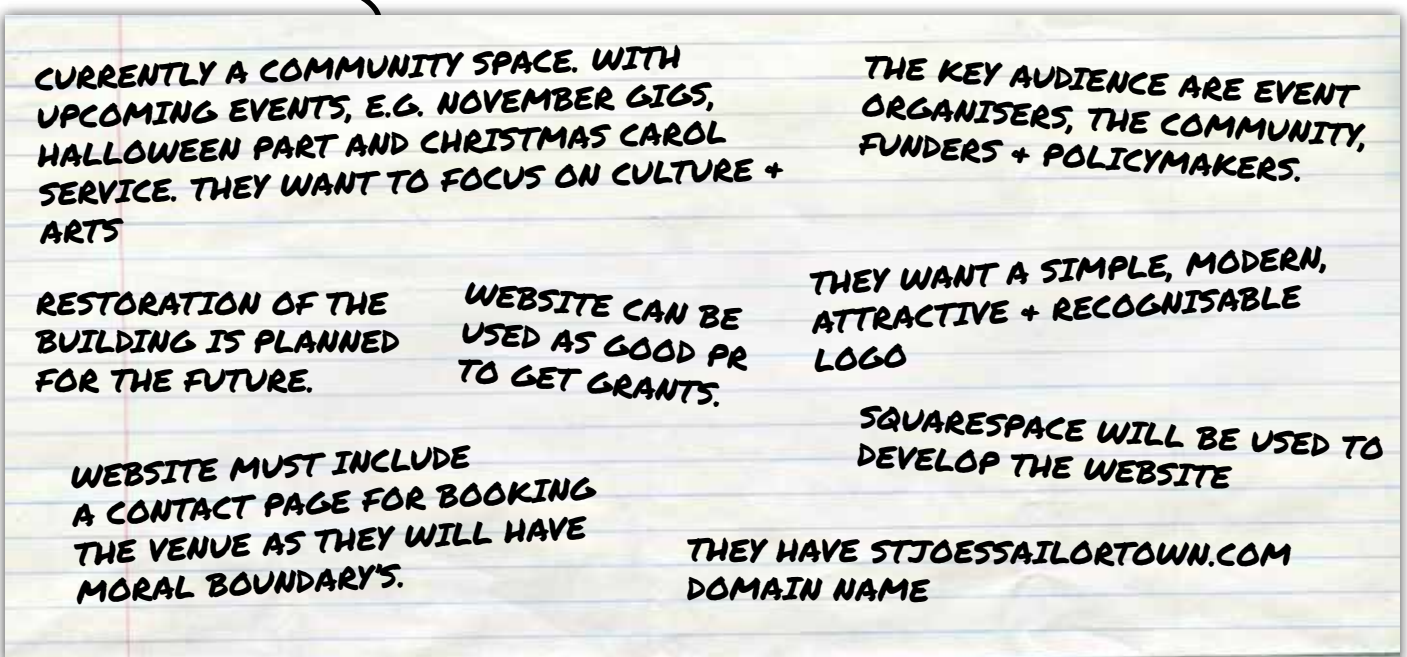 CURRENTLY A COMMUNITY SPACE. WITH
UPCOMING EVENTS, E.G. NOVEMBER GIGS,
HALLOWEEN PART AND CHRISTMAS CAROL
SERVICE. THEY WANT TO FOCUS ON CULTURE +
ARTS
THE KEY AUDIENCE ARE EVENT
ORGANISERS, THE COMMUNITY,
FUNDERS + POLICYMAKERS.
RESTORATION OF THE
BUILDING IS PLANNED
FOR THE FUTURE.
WEBSITE CAN BE
USED AS GOOD PR
TO GET GRANTS.
THEY WANT A SIMPLE, MODERN,
ATTRACTIVE + RECOGNISABLE
LOGO
SQUARESPACE WILL BE USED TO
DEVELOP THE WEBSITE
WEBSITE MUST INCLUDE
A CONTACT PAGE FOR BOOKING
THE VENUE AS THEY WILL HAVE
MORAL BOUNDARY'S.
THEY HAVE STJOESSAILORTOWN.COM
DOMAIN NAME